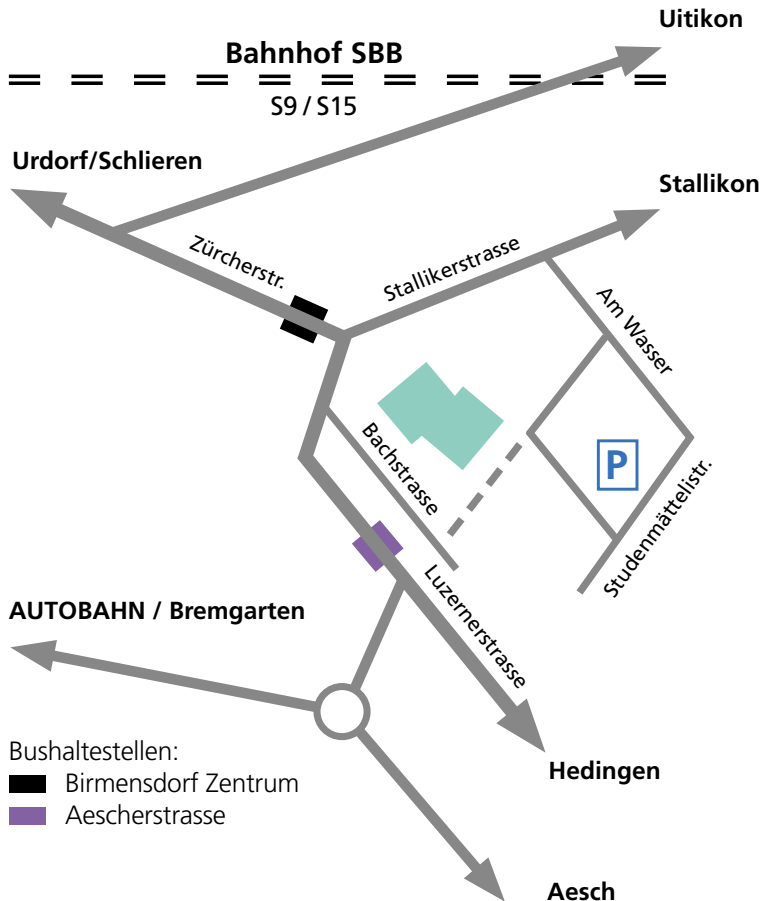 Uitikon
Bahnhof SBB
S9 / S15
Urdorf/Schlieren
Stallikon
Zürcherstr.
Stallikerstrasse
Am Wasser
Bachstrasse
P
Studenmättelistr.
Luzernerstrasse
AUTOBAHN / Bremgarten
Bushaltestellen:
Birmensdorf Zentrum
Aescherstrasse
Hedingen
Aesch